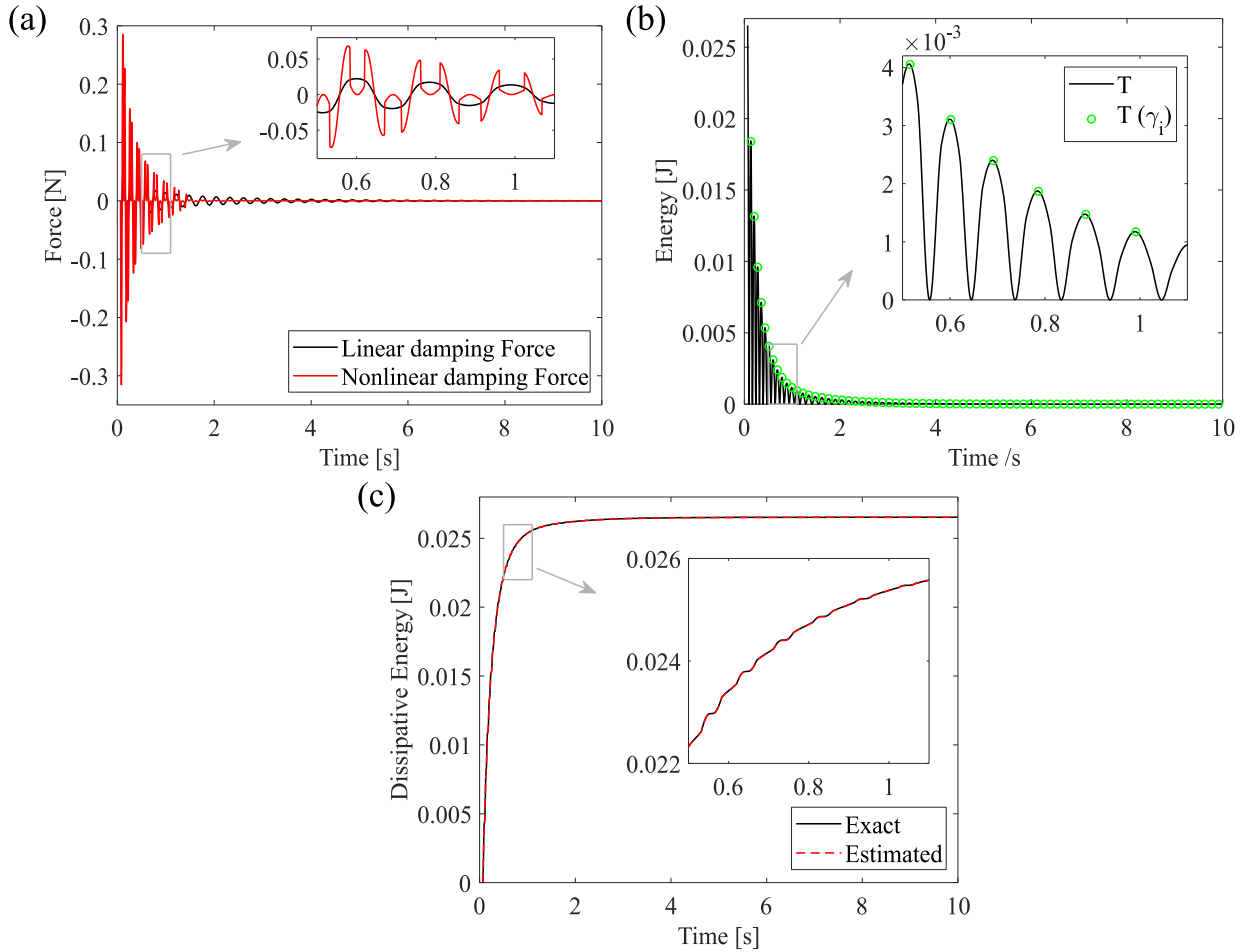 (a)
0.3
0.2
0.1
0
-0.1
-0.2
-0.3
Force [N]
0 2 4 6 8 10
Time [s]
0.05
0
-0.05
0.6 0.8 1
Linear damping Force
Nonlinear damping Force
(b)
0.025
0.02
0.015
0.01
0.005
0
Energy [J]
0 2 4 6 8 10
Time /s
×10⁻³
4
3
2
1
0
0.6 0.8 1
T
T (γᵢ)
(c)
0.025
0.02
0.015
0.01
0.005
0
Dissipative Energy [J]
0 2 4 6 8 10
Time [s]
0.026
0.024
0.022
0.6 0.8 1
Exact
Estimated